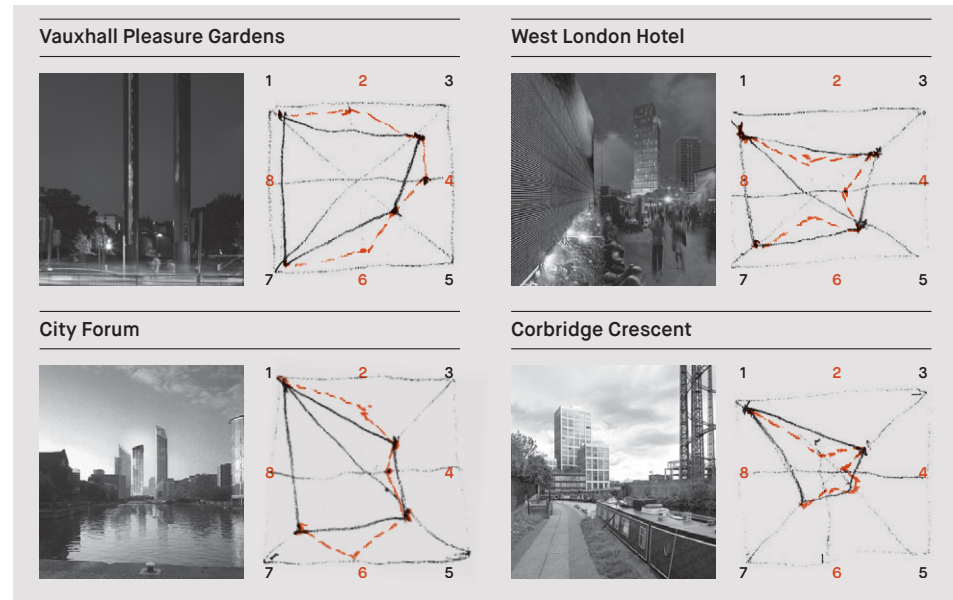 Vauxhall Pleasure Gardens
1 2 3
8 4
7 6 5
West London Hotel
1 2 3
8 4
7 6 5
City Forum
1 2 3
8 4
7 6 5
Corbridge Crescent
1 2 3
8 4
7 6 5